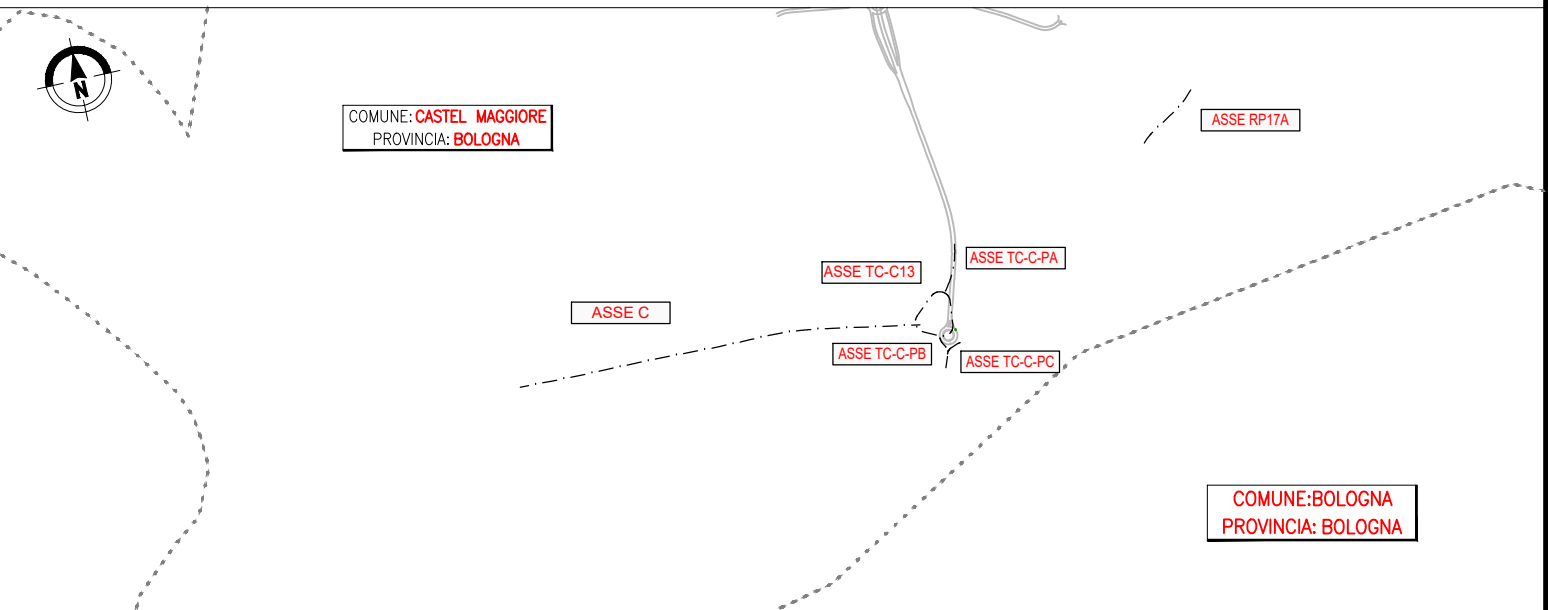 N
COMUNE: CASTEL MAGGIORE
PROVINCIA: BOLOGNA
ASSE RP17A
ASSE TC-C-PA
ASSE TC-C13
ASSE C
ASSE TC-C-PB
ASSE TC-C-PC
COMUNE:BOLOGNA
PROVINCIA: BOLOGNA